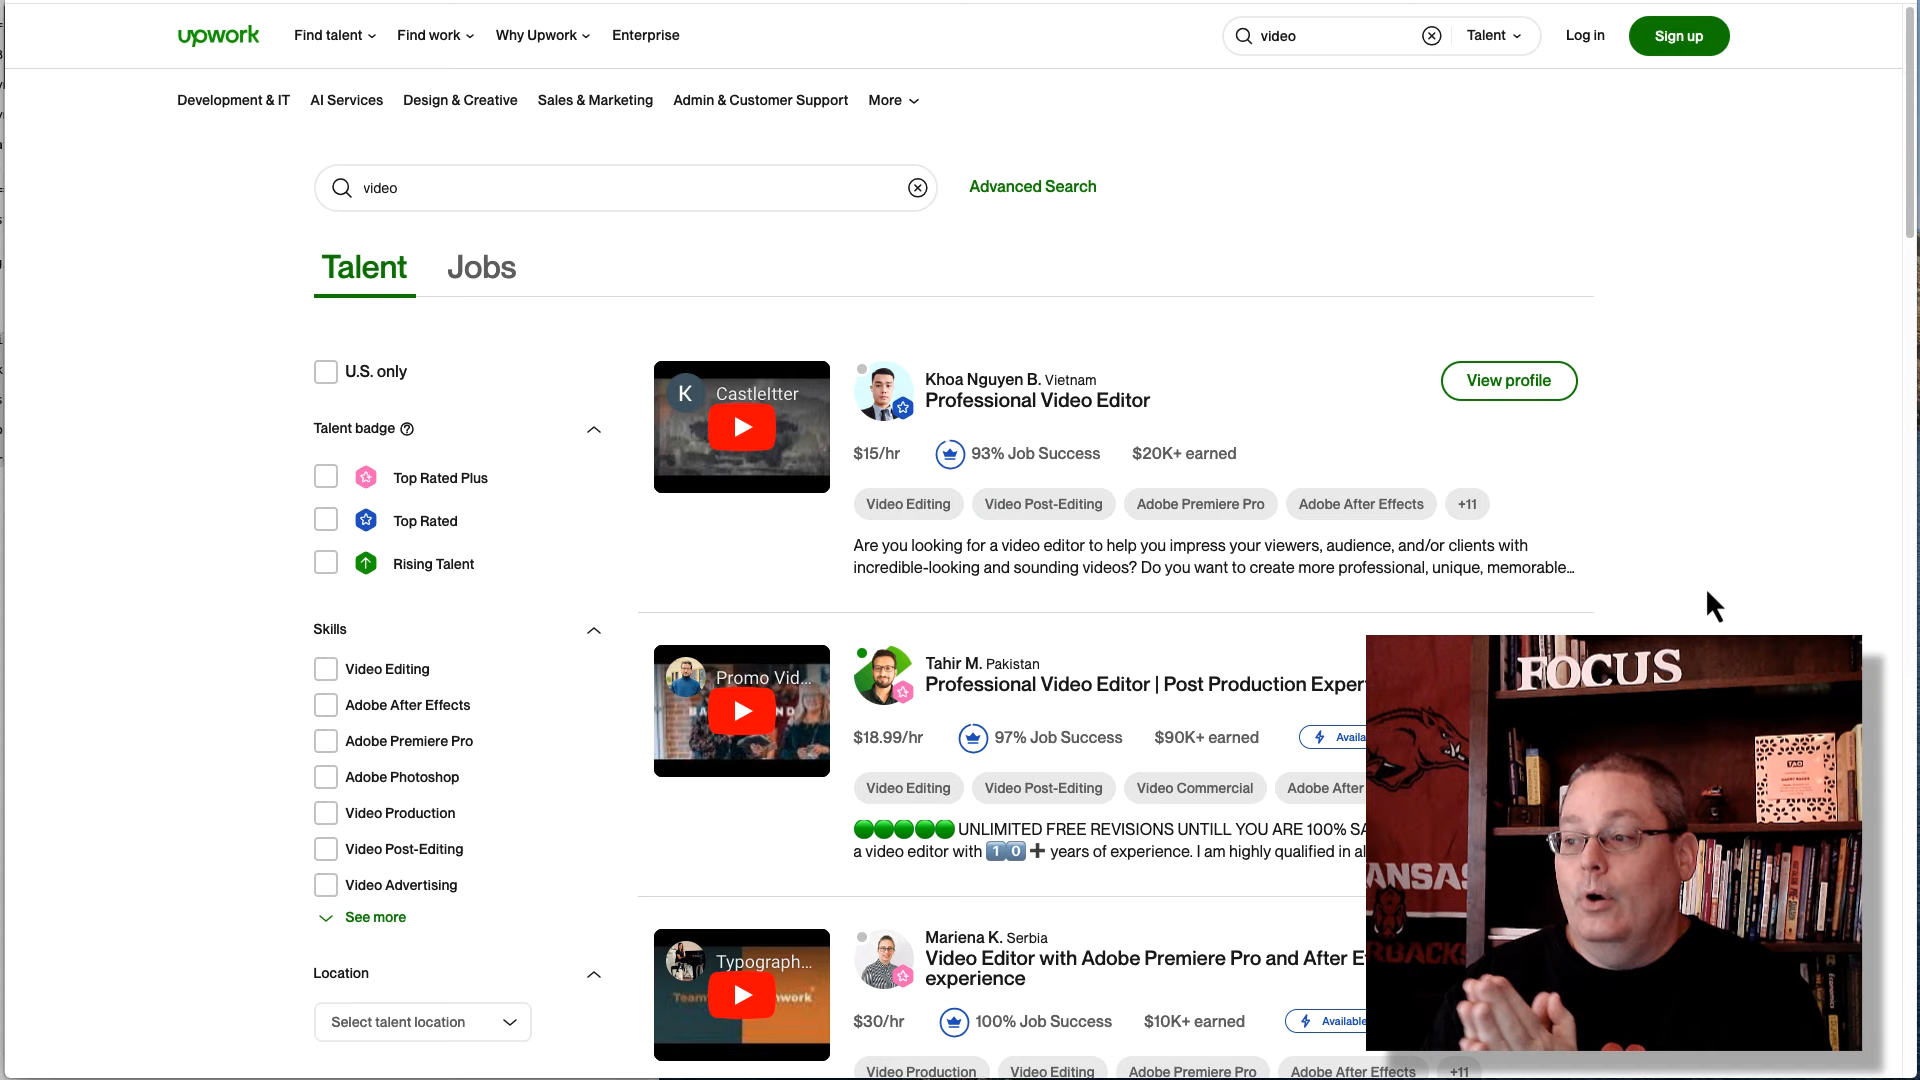 upwork
Find talent
Find work
Why Upwork
Enterprise
video
Talent
Log in
Sign up
Development & IT
AI Services
Design & Creative
Sales & Marketing
Admin & Customer Support
More
video
Advanced Search
Talent
Jobs
U.S. only
Talent badge
Top Rated Plus
Top Rated
Rising Talent
Skills
Video Editing
Adobe After Effects
Adobe Premiere Pro
Adobe Photoshop
Video Production
Video Post-Editing
Video Advertising
See more
Location
Select talent location
K Castleltter
Khoa Nguyen B. Vietnam
Professional Video Editor
View profile
$15/hr
93% Job Success
$20K+ earned
Video Editing
Video Post-Editing
Adobe Premiere Pro
Adobe After Effects
+11
Are you looking for a video editor to help you impress your viewers, audience, and/or clients with
incredible-looking and sounding videos? Do you want to create more professional, unique, memorable...
Promo Vid...
Tahir M. Pakistan
Professional Video Editor | Post Production Exper
$18.99/hr
97% Job Success
$90K+ earned
Availa
Video Editing
Video Post-Editing
Video Commercial
Adobe After
UNLIMITED FREE REVISIONS UNTILL YOU ARE 100% SA
a video editor with 1 0 + years of experience. I am highly qualified in al
Typograph...
Mariena K. Serbia
Video Editor with Adobe Premiere Pro and After E
experience
$30/hr
100% Job Success
$10K+ earned
Available
Video Production
Video Editing
Adobe Premiere Pro
Adobe After Effects
+11
FOCUS
TAO
ANSAS
RBACKS